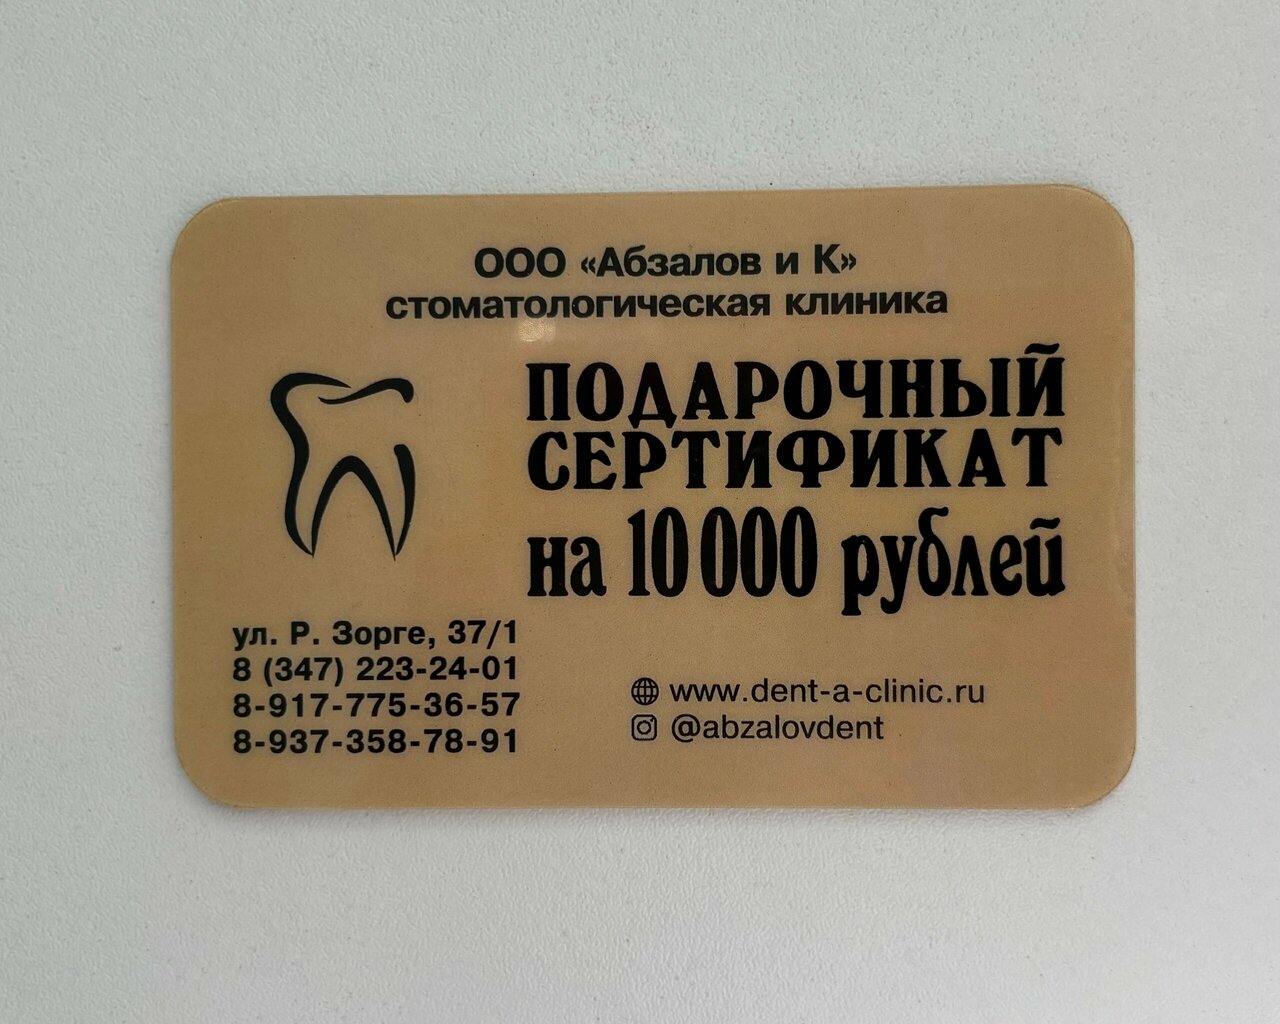 ООО «Абзалов и К»
стоматологическая клиника
ПОДАРОЧНЫЙ
СЕРТИФИКАТ
на 10 000 рублей
ул. Р. Зорге, 37/1
8 (347) 223-24-01
8-917-775-36-57
8-937-358-78-91
www.dent-a-clinic.ru
@abzalovdent